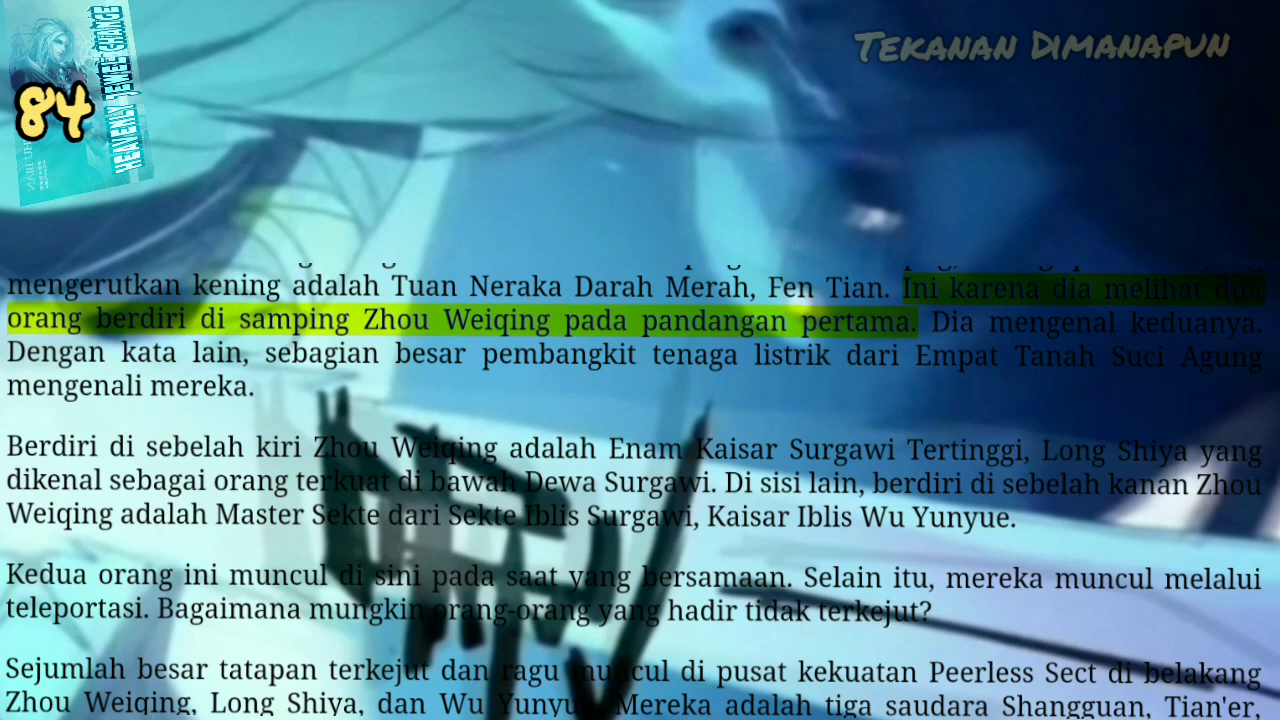 TEKANAN DIMANAPUN
HEAVENLY JEWEL CHANGE
84
mengerutkan kening adalah Tuan Neraka Darah Merah, Fen Tian. Ini karena dia melihat dua
orang berdiri di samping Zhou Weiqing pada pandangan pertama. Dia mengenal keduanya.
Dengan kata lain, sebagian besar pembangkit tenaga listrik dari Empat Tanah Suci Agung
mengenali mereka.
Berdiri di sebelah kiri Zhou Weiqing adalah Enam Kaisar Surgawi Tertinggi, Long Shiya yang
dikenal sebagai orang terkuat di bawah Dewa Surgawi. Di sisi lain, berdiri di sebelah kanan Zhou
Weiqing adalah Master Sekte dari Sekte Iblis Surgawi, Kaisar Iblis Wu Yunyue.
Kedua orang ini muncul di sini pada saat yang bersamaan. Selain itu, mereka muncul melalui
teleportasi. Bagaimana mungkin orang-orang yang hadir tidak terkejut?
Sejumlah besar tatapan terkejut dan ragu muncul di pusat kekuatan Peerless Sect di belakang
Zhou Weiqing, Long Shiya, dan Wu Yunyue. Mereka adalah tiga saudara Shangguan, Tian'er,